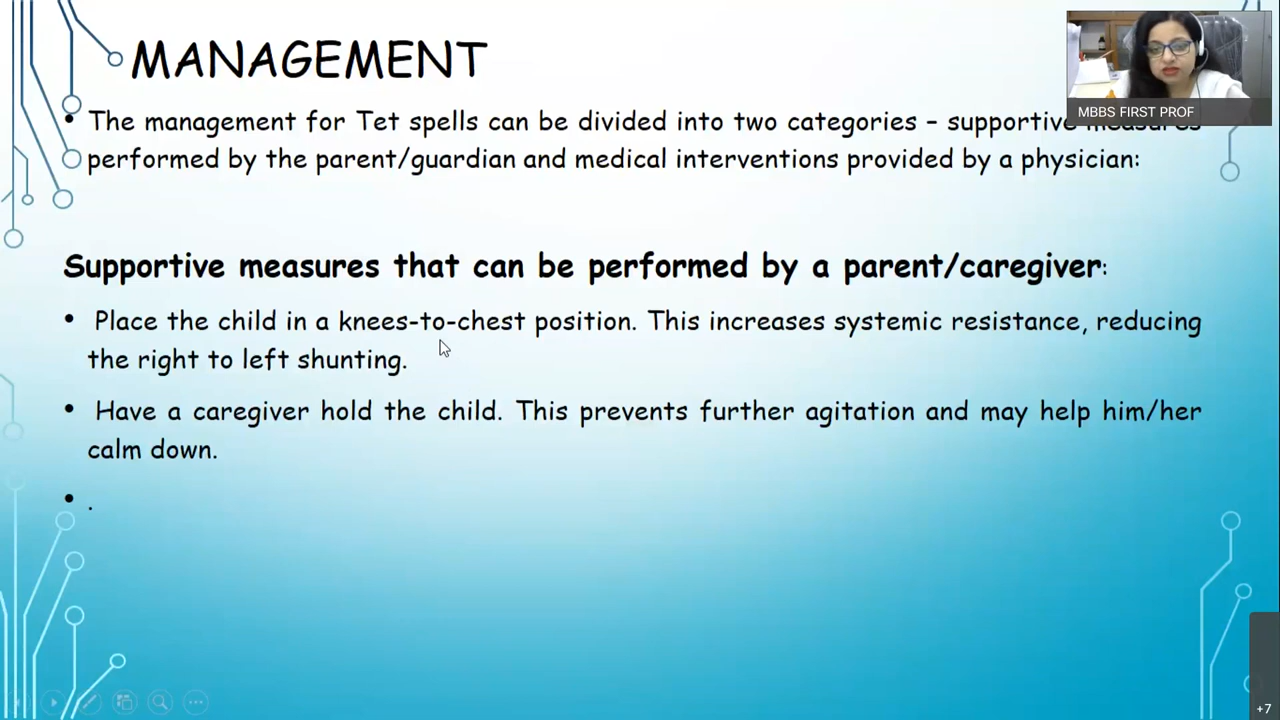 MANAGEMENT
MBBS FIRST PROF
• The management for Tet spells can be divided into two categories – supportive measures
performed by the parent/guardian and medical interventions provided by a physician:
Supportive measures that can be performed by a parent/caregiver:
• Place the child in a knees-to-chest position. This increases systemic resistance, reducing
the right to left shunting.
• Have a caregiver hold the child. This prevents further agitation and may help him/her
calm down.
• .
+7